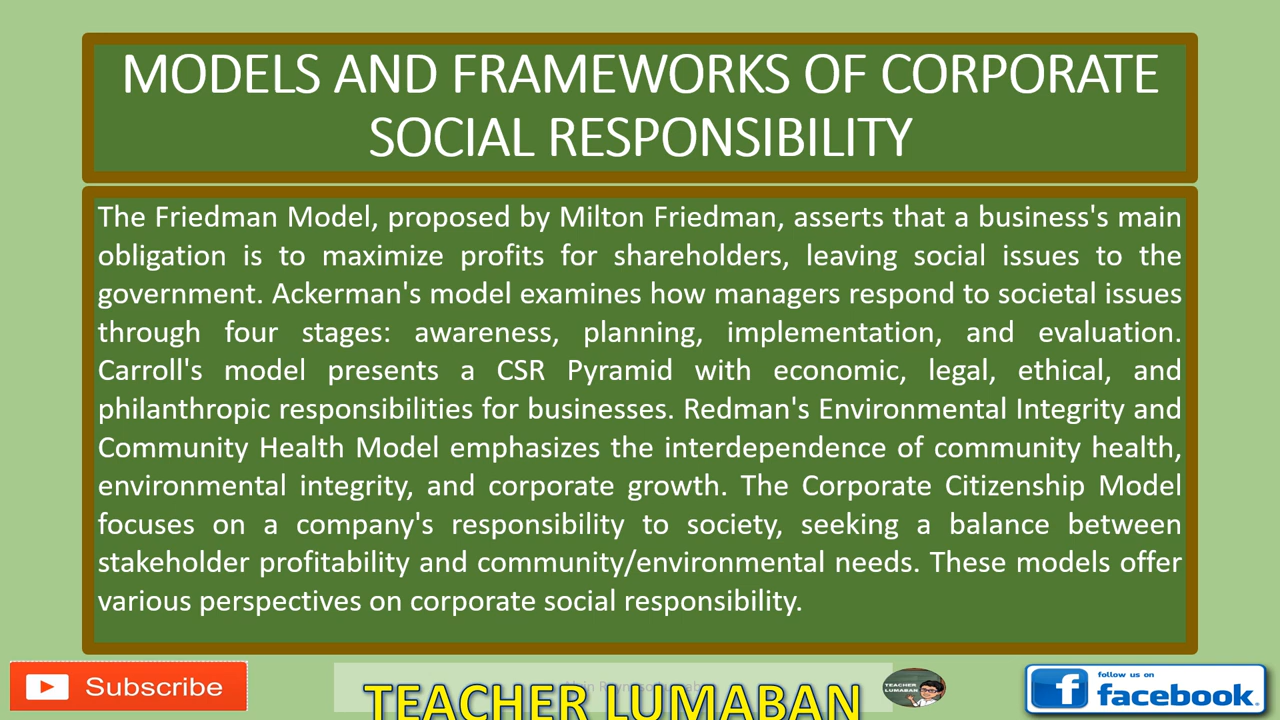 MODELS AND FRAMEWORKS OF CORPORATE
SOCIAL RESPONSIBILITY
The Friedman Model, proposed by Milton Friedman, asserts that a business's main
obligation is to maximize profits for shareholders, leaving social issues to the
government. Ackerman's model examines how managers respond to societal issues
through four stages: awareness, planning, implementation, and evaluation.
Carroll's model presents a CSR Pyramid with economic, legal, ethical, and
philanthropic responsibilities for businesses. Redman's Environmental Integrity and
Community Health Model emphasizes the interdependence of community health,
environmental integrity, and corporate growth. The Corporate Citizenship Model
focuses on a company's responsibility to society, seeking a balance between
stakeholder profitability and community/environmental needs. These models offer
various perspectives on corporate social responsibility.
Subscribe
TEACHER LUMABAN
TEACHER
LUMABAN
follow us on
facebook.